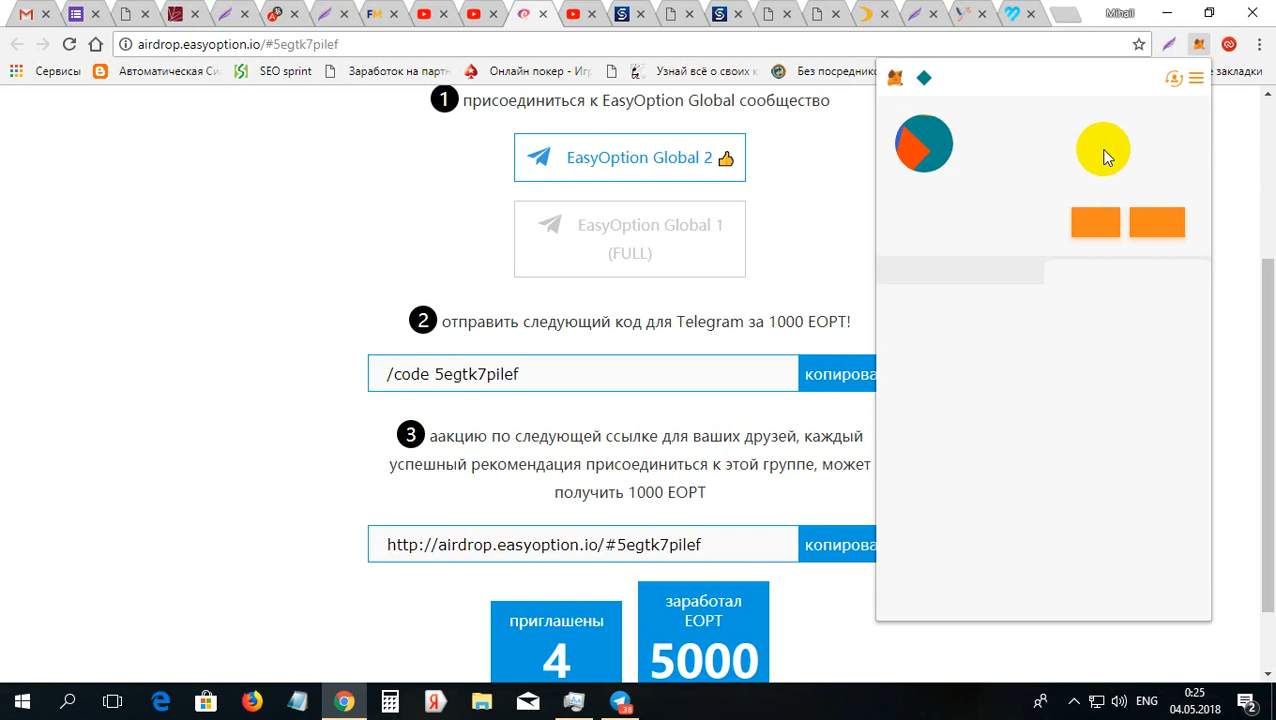 Mihail
airdrop.easyoption.io/#5egtk7pilef
Сервисы
Автоматическая Си
SEO sprint
Заработок на партн
Онлайн покер - Игр
Узнай всё о своих к
Без посредник
е закладки
1 присоединиться к EasyOption Global сообщество
EasyOption Global 2
EasyOption Global 1
(FULL)
2 отправить следующий код для Telegram за 1000 EOPT!
/code 5egtk7pilef
копирова
3 аакцию по следующей ссылке для ваших друзей, каждый
успешный рекомендация присоединиться к этой группе, может
получить 1000 EOPT
http://airdrop.easyoption.io/#5egtk7pilef
копирова
приглашены
4
заработал
EOPT
5000
ENG
0:25
04.05.2018